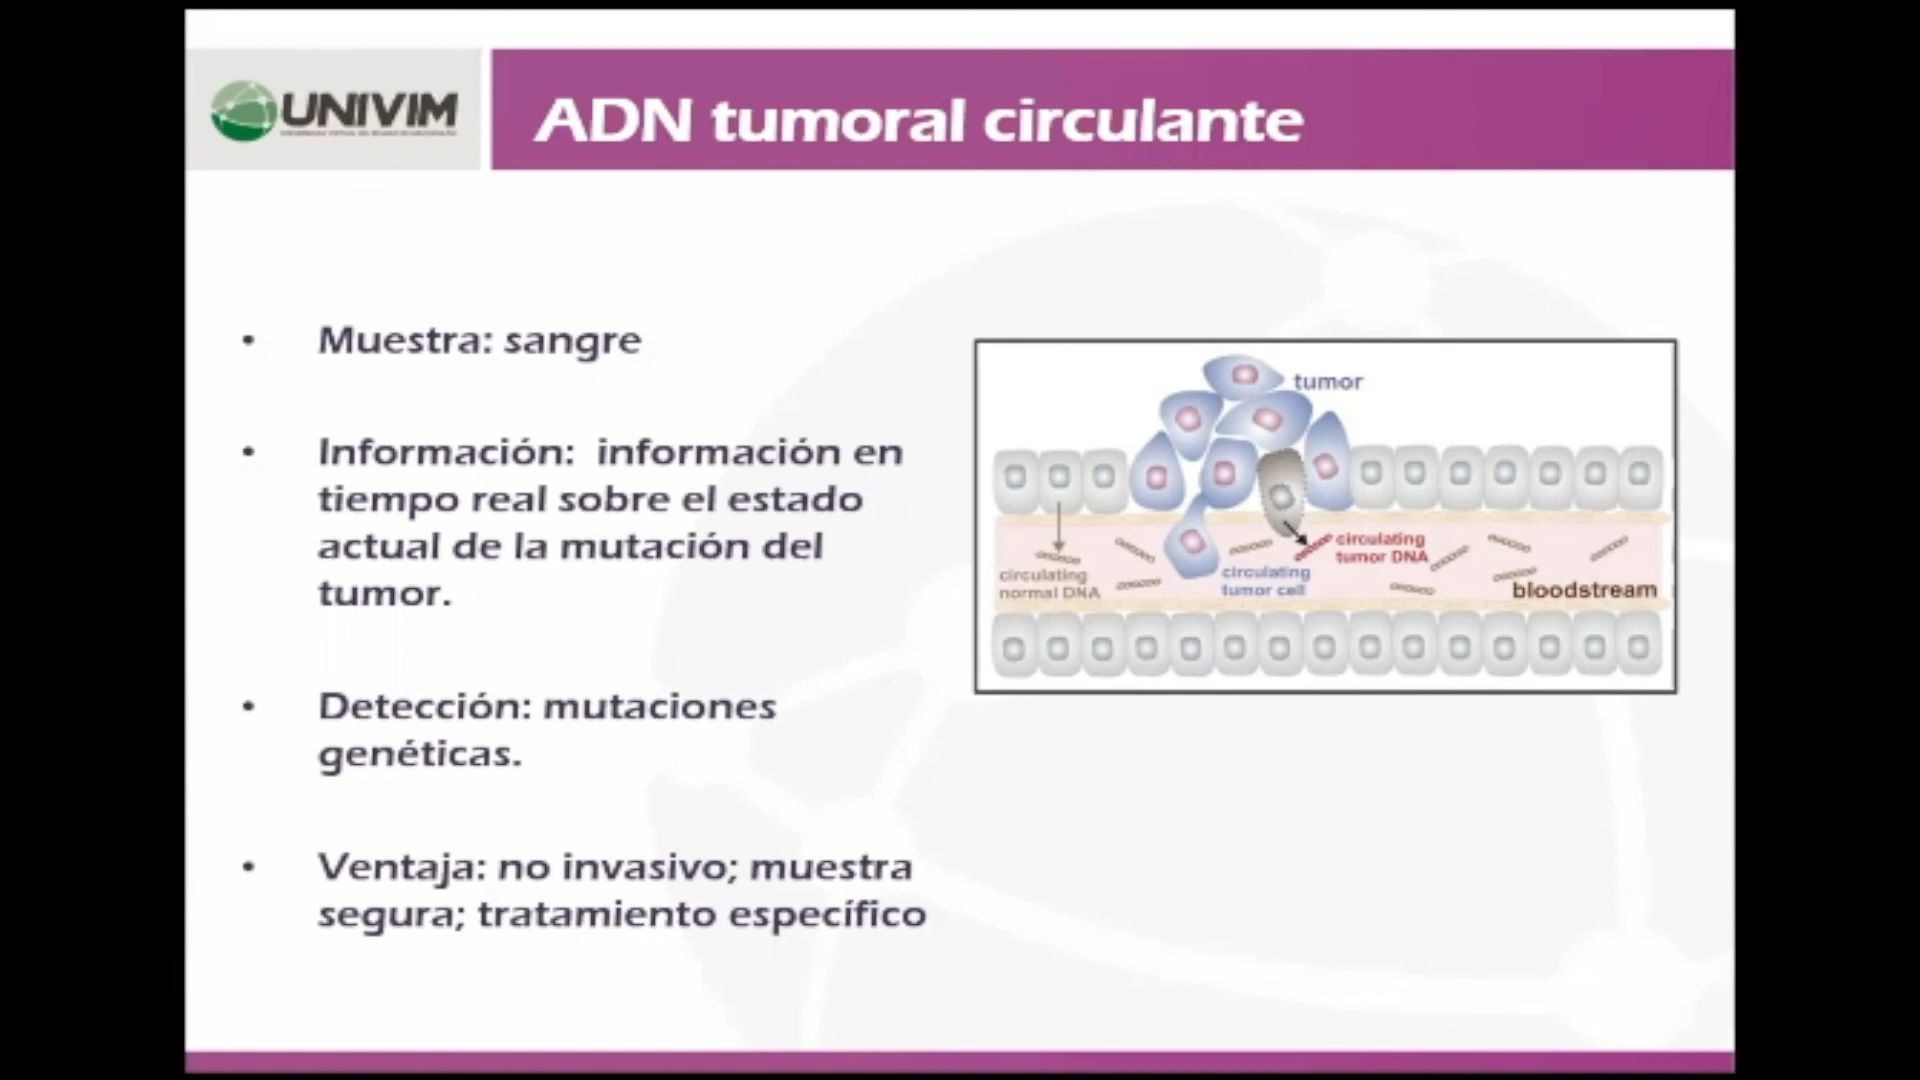 UNIVIM
ADN tumoral circulante
• Muestra: sangre
• Información: información en
tiempo real sobre el estado
actual de la mutación del
tumor.
• Detección: mutaciones
genéticas.
• Ventaja: no invasivo; muestra
segura; tratamiento específico
tumor
circulating
normal DNA
circulating
tumor cell
circulating
tumor DNA
bloodstream